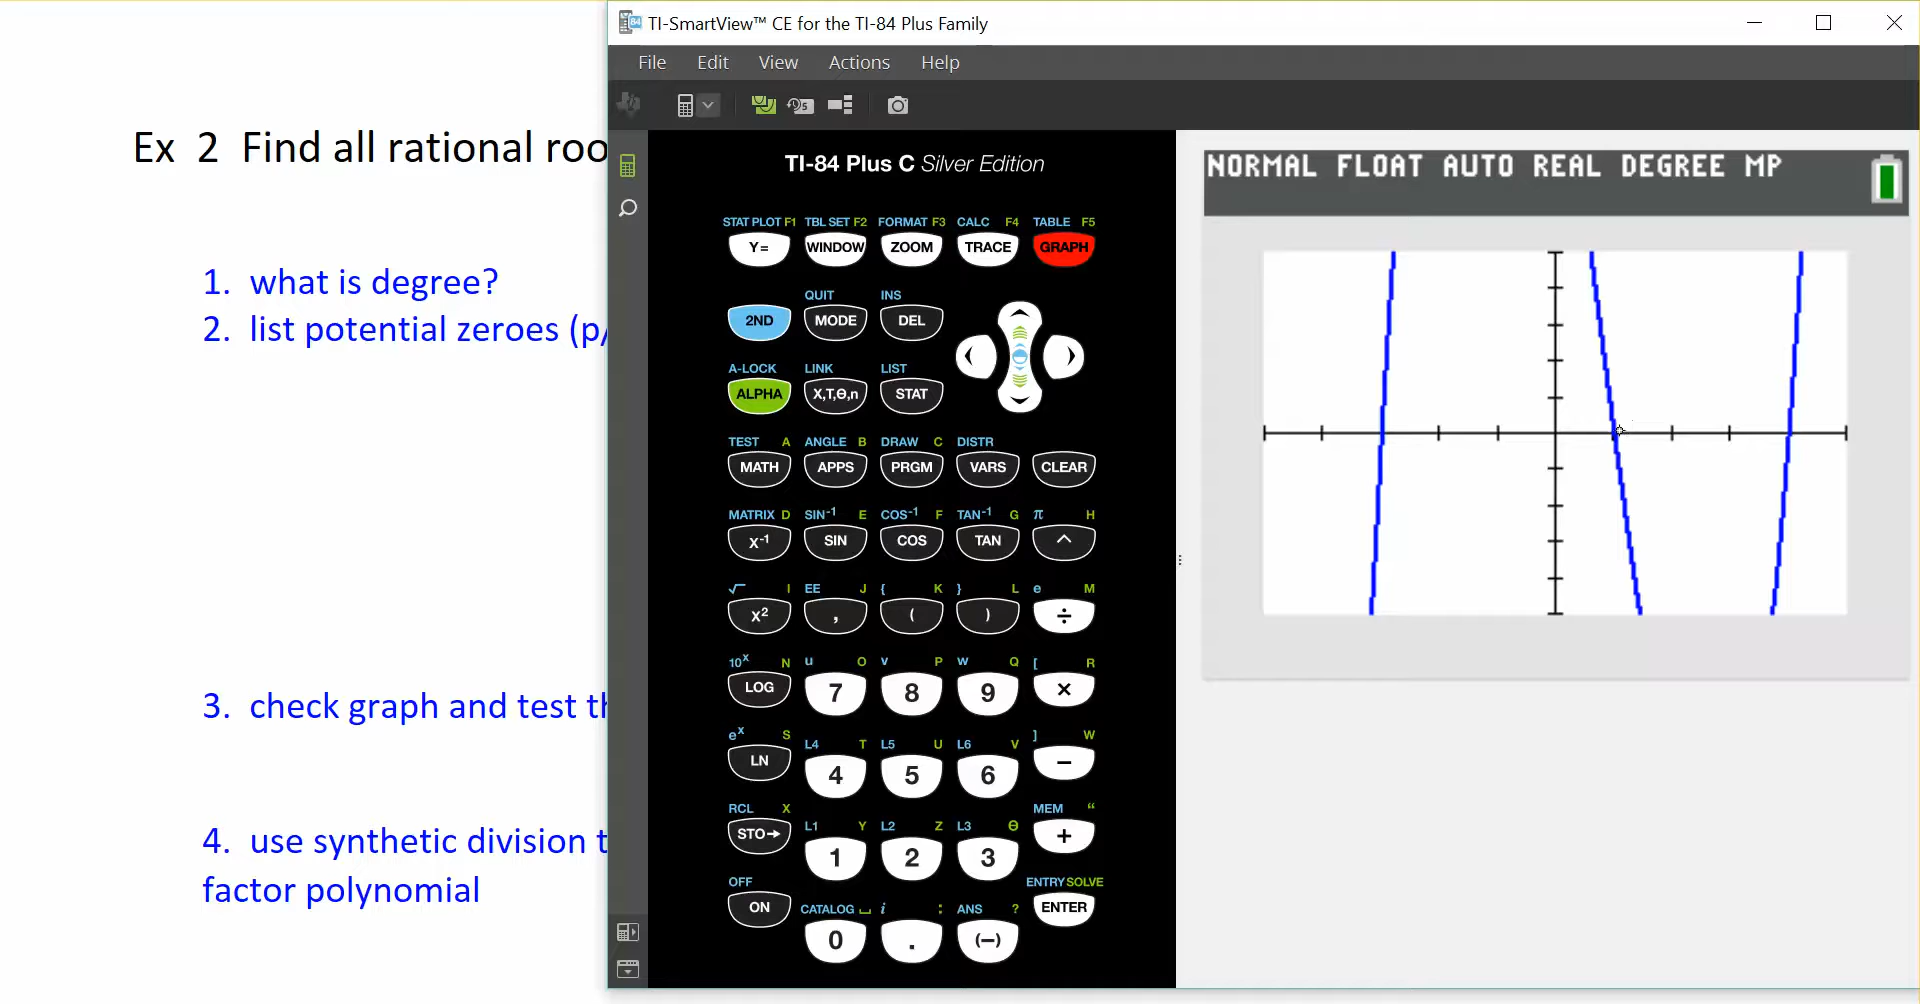 TI-SmartView™ CE for the TI-84 Plus Family
File Edit View Actions Help
84
5
Ex 2 Find all rational roo
1. what is degree?
2. list potential zeroes (p/
3. check graph and test th
4. use synthetic division t
factor polynomial
TI-84 Plus C Silver Edition
STAT PLOT F1 TBL SET F2 FORMAT F3 CALC F4 TABLE F5
Y= WINDOW ZOOM TRACE GRAPH
QUIT INS
2ND MODE DEL
A-LOCK LINK LIST
ALPHA X,T,Θ,n STAT
TEST A ANGLE B DRAW C DISTR
MATH APPS PRGM VARS CLEAR
MATRIX D SIN⁻¹ E COS⁻¹ F TAN⁻¹ G π H
x⁻¹ SIN COS TAN ^
√ I EE J { K } L e M
x² , ( ) ÷
10ˣ N u O v P w Q [ R
LOG 7 8 9 ×
eˣ S L4 T L5 U L6 V ] W
LN 4 5 6 −
RCL X L1 Y L2 Z L3 Θ MEM “
STO→ 1 2 3 +
OFF CATALOG ⎵ i : ANS ? ENTRY SOLVE
ON 0 . (−) ENTER
NORMAL FLOAT AUTO REAL DEGREE MP